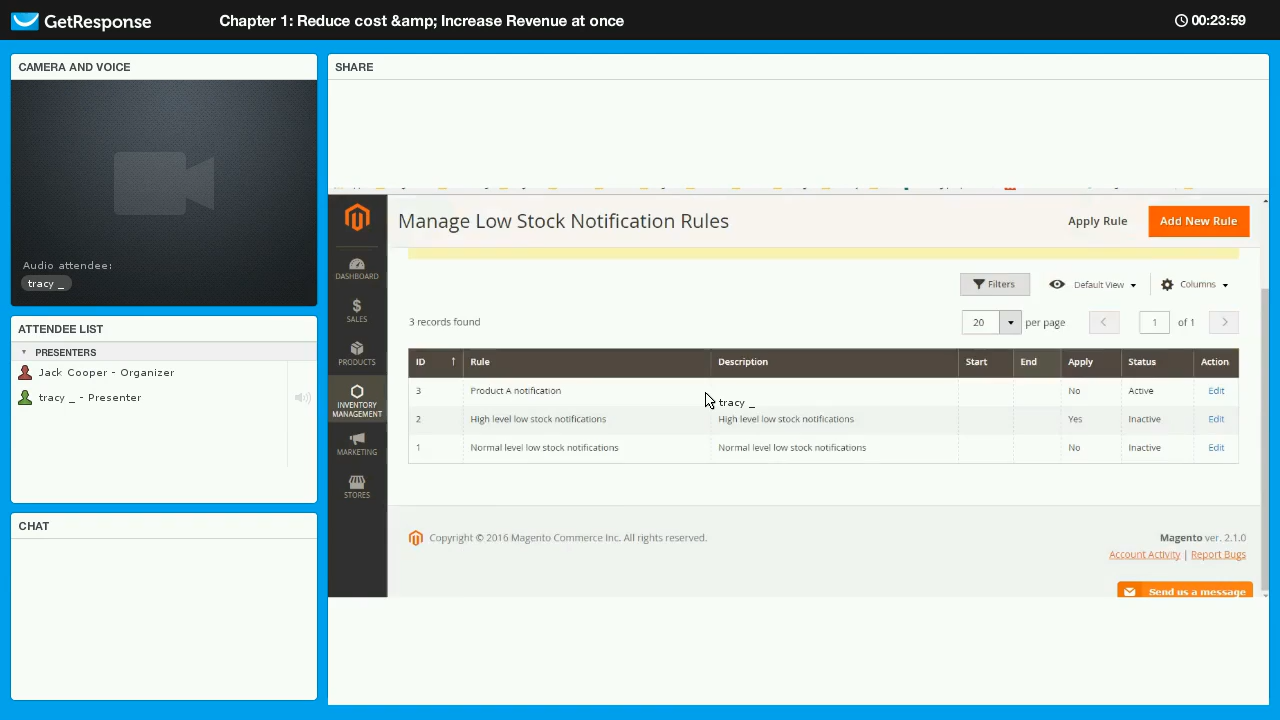 GetResponse
Chapter 1: Reduce cost &amp; Increase Revenue at once
00:23:59
CAMERA AND VOICE
Audio attendee:
tracy _
ATTENDEE LIST
PRESENTERS
Jack Cooper - Organizer
tracy _ - Presenter
CHAT
SHARE
DASHBOARD
SALES
PRODUCTS
INVENTORY
MANAGEMENT
MARKETING
STORES
Manage Low Stock Notification Rules
Apply Rule
Add New Rule
Filters
Default View
Columns
3 records found
20 per page
1 of 1
ID Rule Description Start End Apply Status Action
3 Product A notification No Active Edit
tracy _
2 High level low stock notifications High level low stock notifications Yes Inactive Edit
1 Normal level low stock notifications Normal level low stock notifications No Inactive Edit
Copyright © 2016 Magento Commerce Inc. All rights reserved.
Magento ver. 2.1.0
Account Activity | Report Bugs
Send us a message